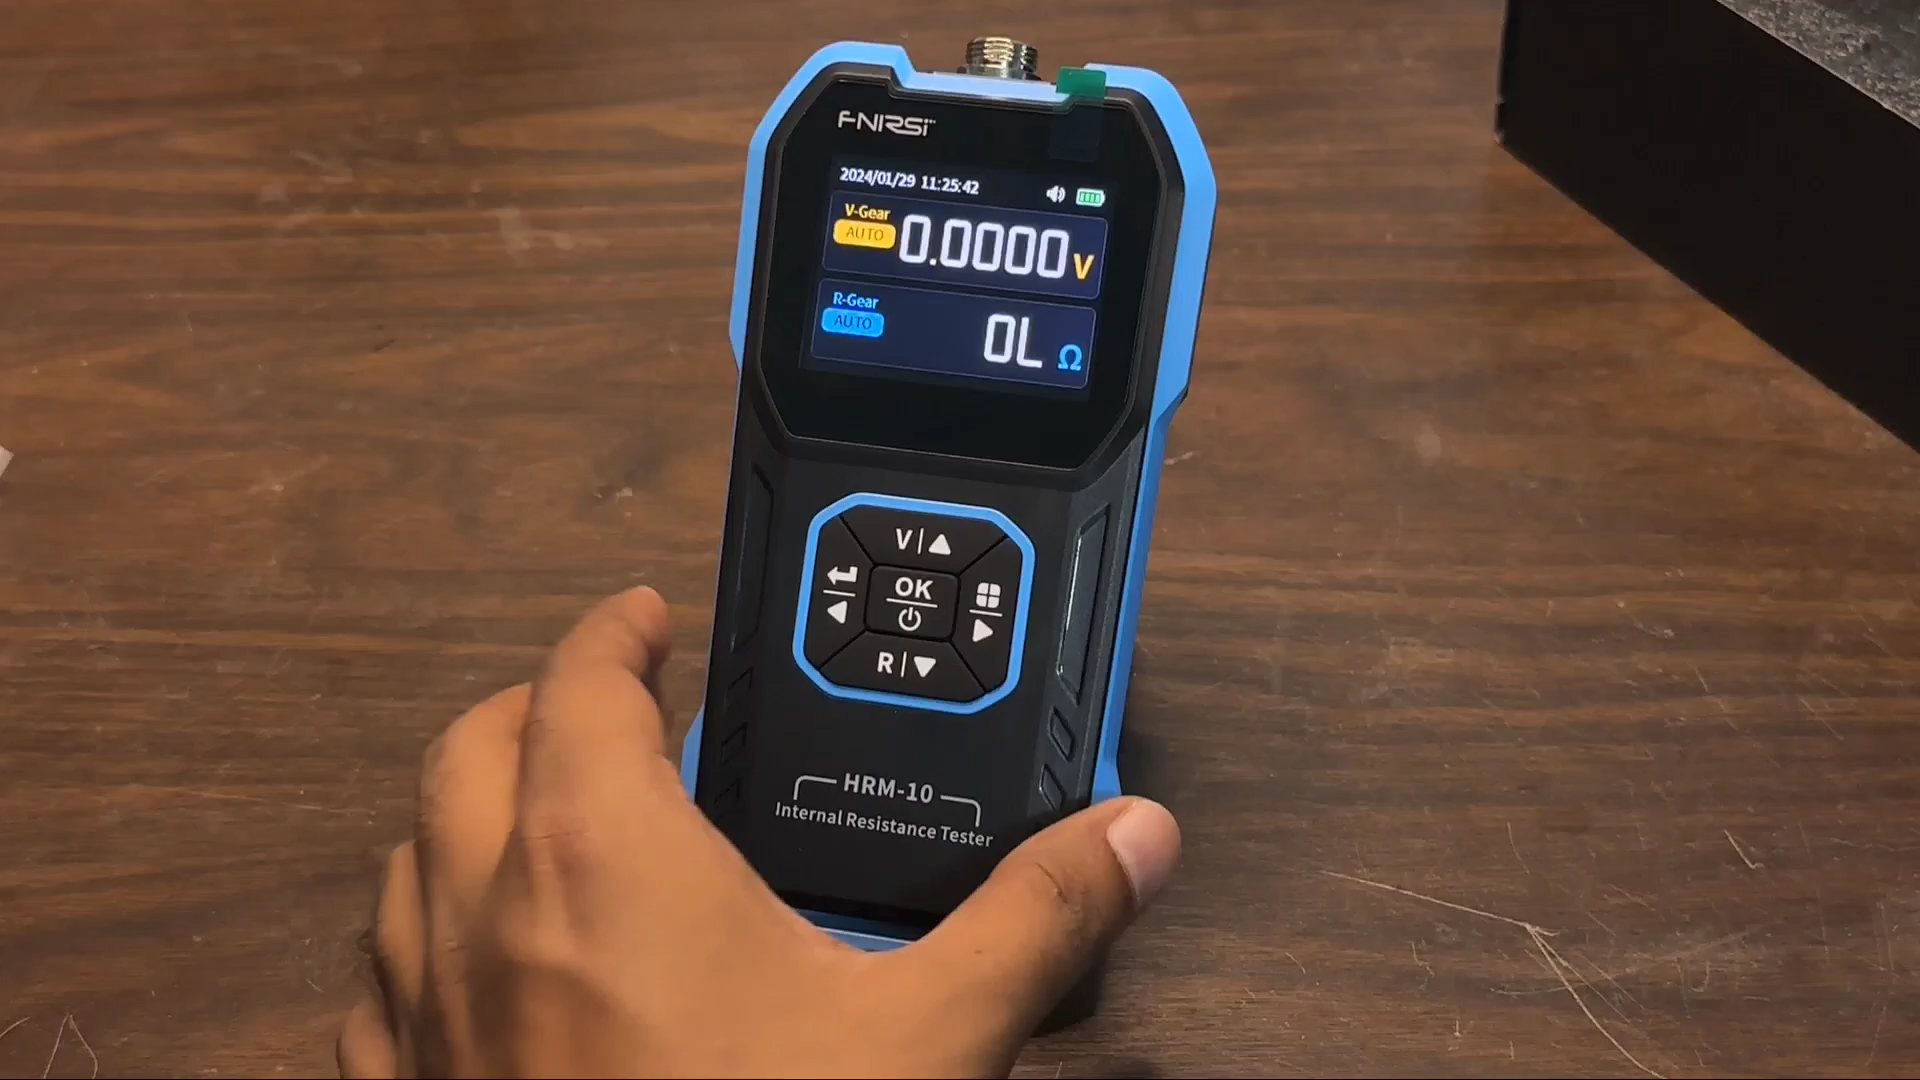 FNIRSI
2024/01/29 11:25:42
V-Gear
AUTO
0.0000 V
R-Gear
AUTO
0L Ω
V
OK
R
HRM-10
Internal Resistance Tester